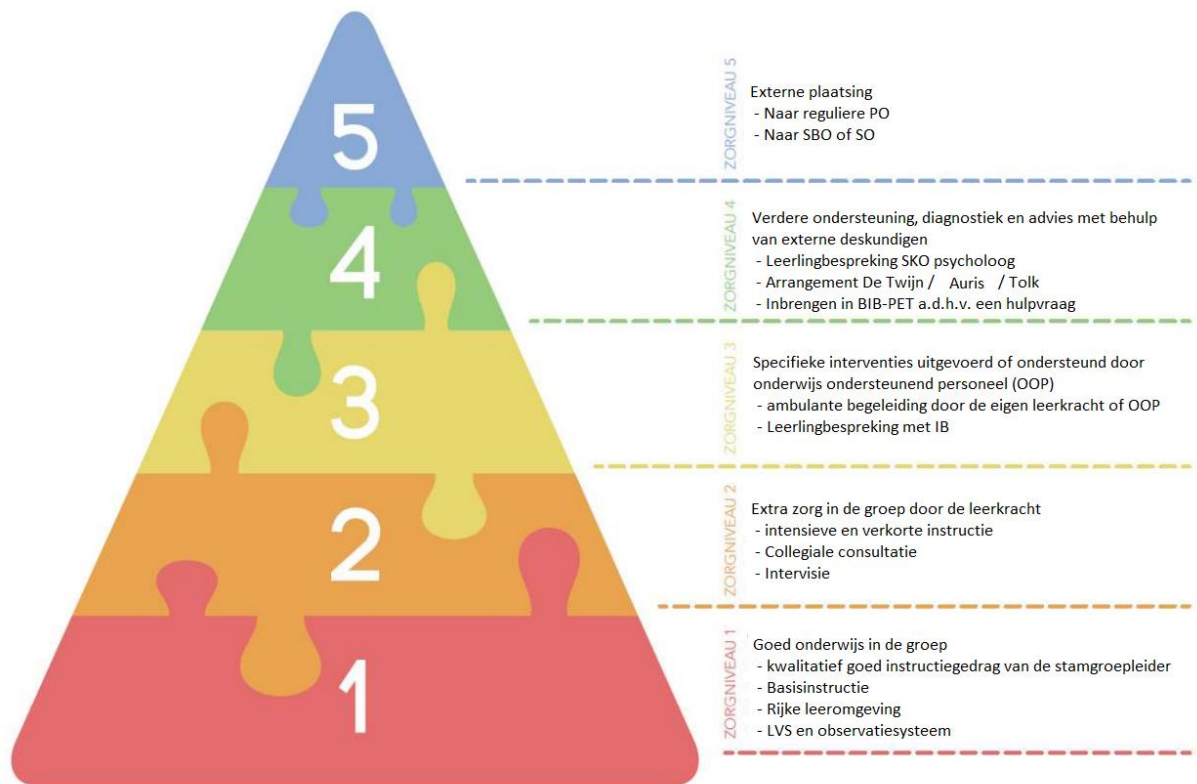 5
ZORGNIVEAU 5
Externe plaatsing
- Naar reguliere PO
- Naar SBO of SO
4
ZORGNIVEAU 4
Verdere ondersteuning, diagnostiek en advies met behulp
van externe deskundigen
- Leerlingbespreking SKO psycholoog
- Arrangement De Twijn / Auris / Tolk
- Inbrengen in BIB-PET a.d.h.v. een hulpvraag
3
ZORGNIVEAU 3
Specifieke interventies uitgevoerd of ondersteund door
onderwijs ondersteunend personeel (OOP)
- ambulante begeleiding door de eigen leerkracht of OOP
- Leerlingbespreking met IB
2
ZORGNIVEAU 2
Extra zorg in de groep door de leerkracht
- intensieve en verkorte instructie
- Collegiale consultatie
- Intervisie
1
ZORGNIVEAU 1
Goed onderwijs in de groep
- kwalitatief goed instructiegedrag van de stamgroepleider
- Basisinstructie
- Rijke leeromgeving
- LVS en observatiesysteem